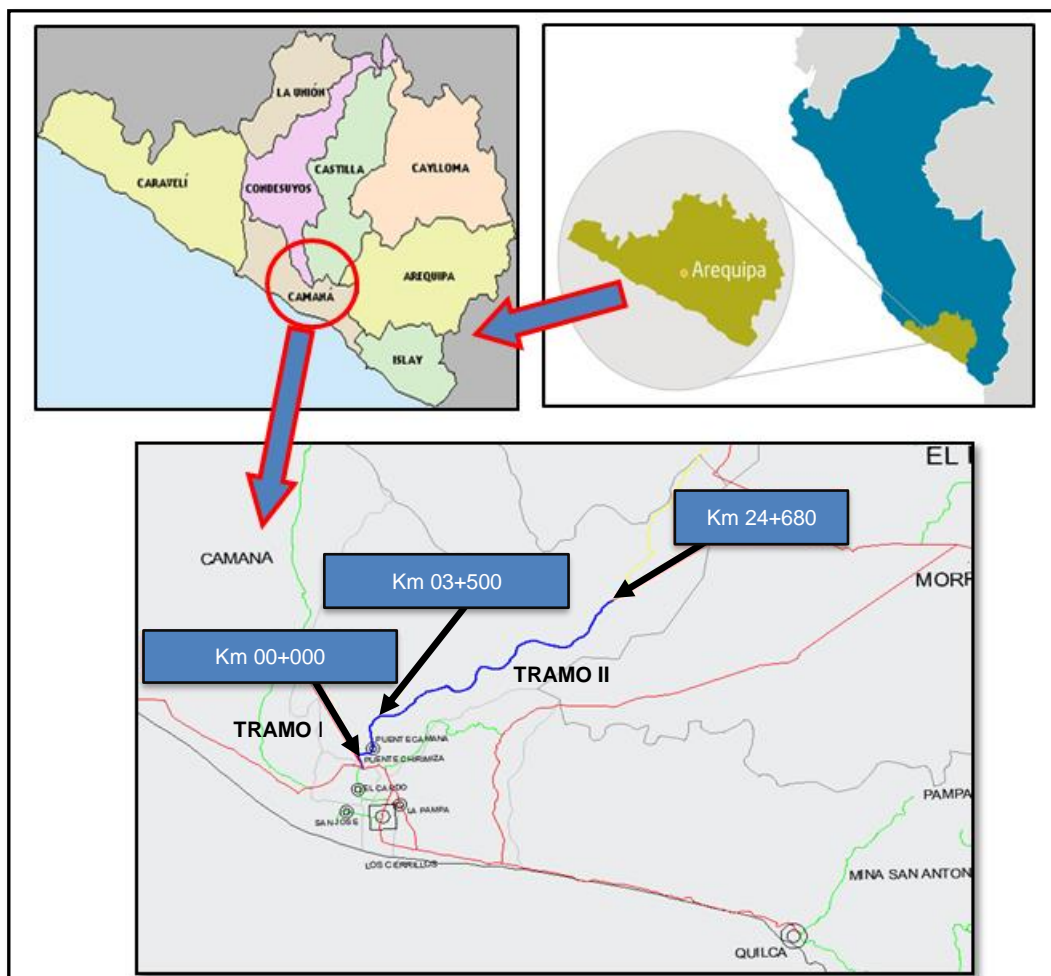 LA UNIÓN
CARAVELÍ
CONDESUYOS
CASTILLA
CAYLLOMA
CAMANÁ
AREQUIPA
ISLAY
Arequipa
EL
CAMANA
Km 24+680
Km 03+500
MORF
Km 00+000
TRAMO II
TRAMO I
PUENTE CAMANA
PUENTE CHIRIMIZA
EL CARDO
LA PAMPA
SAN JOSE
PAMPA
LOS CERRILLOS
MINA SAN ANTON
QUILCA